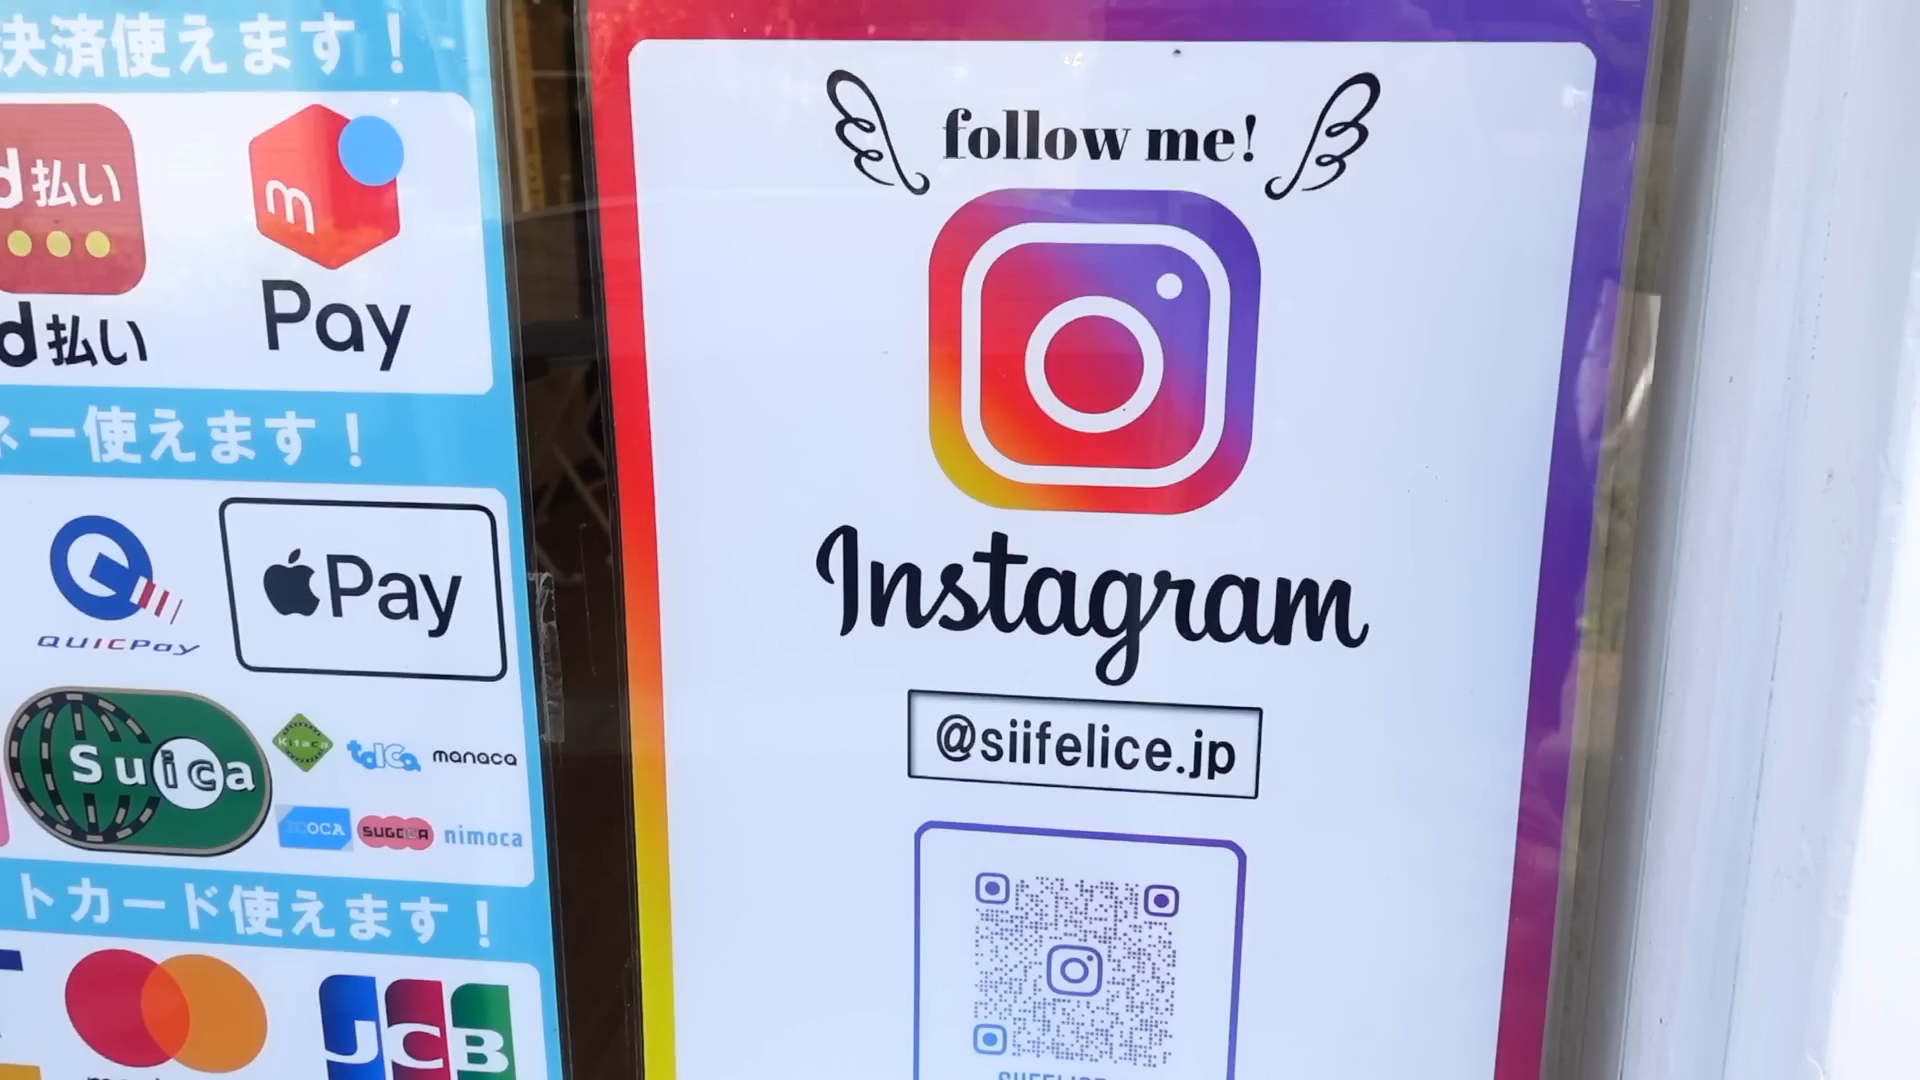 決済使えます！
d払い
d払い
m
Pay
ネー使えます！
QUICPay
Pay
Suica
Kitaca
toica
manaca
ICOCA
SUGOCA
nimoca
トカード使えます！
JCB
follow me!
Instagram
@siifelice.jp